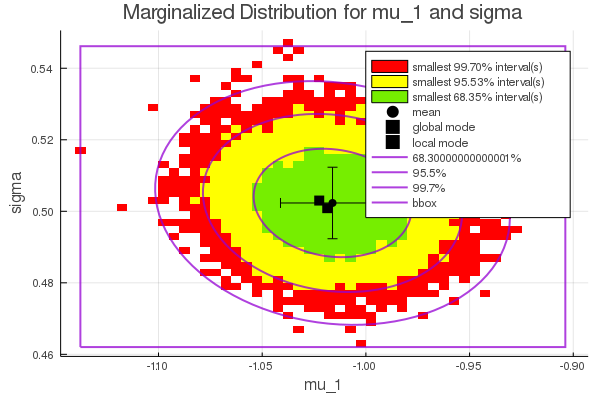 Marginalized Distribution for mu_1 and sigma
smallest 99.70% interval(s)
smallest 95.53% interval(s)
smallest 68.35% interval(s)
mean
global mode
local mode
68.30000000000001%
95.5%
99.7%
bbox
sigma
0.54
0.52
0.50
0.48
0.46
-1.10
-1.05
-1.00
-0.95
-0.90
mu_1